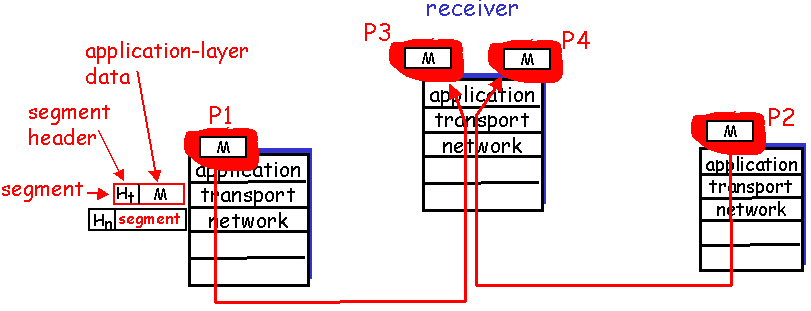 receiver
P3
M
M
P4
application-layer
data
segment
header
segment
Ht
M
Hn
segment
P1
M
application
transport
network
application
transport
network
P2
M
application
transport
network